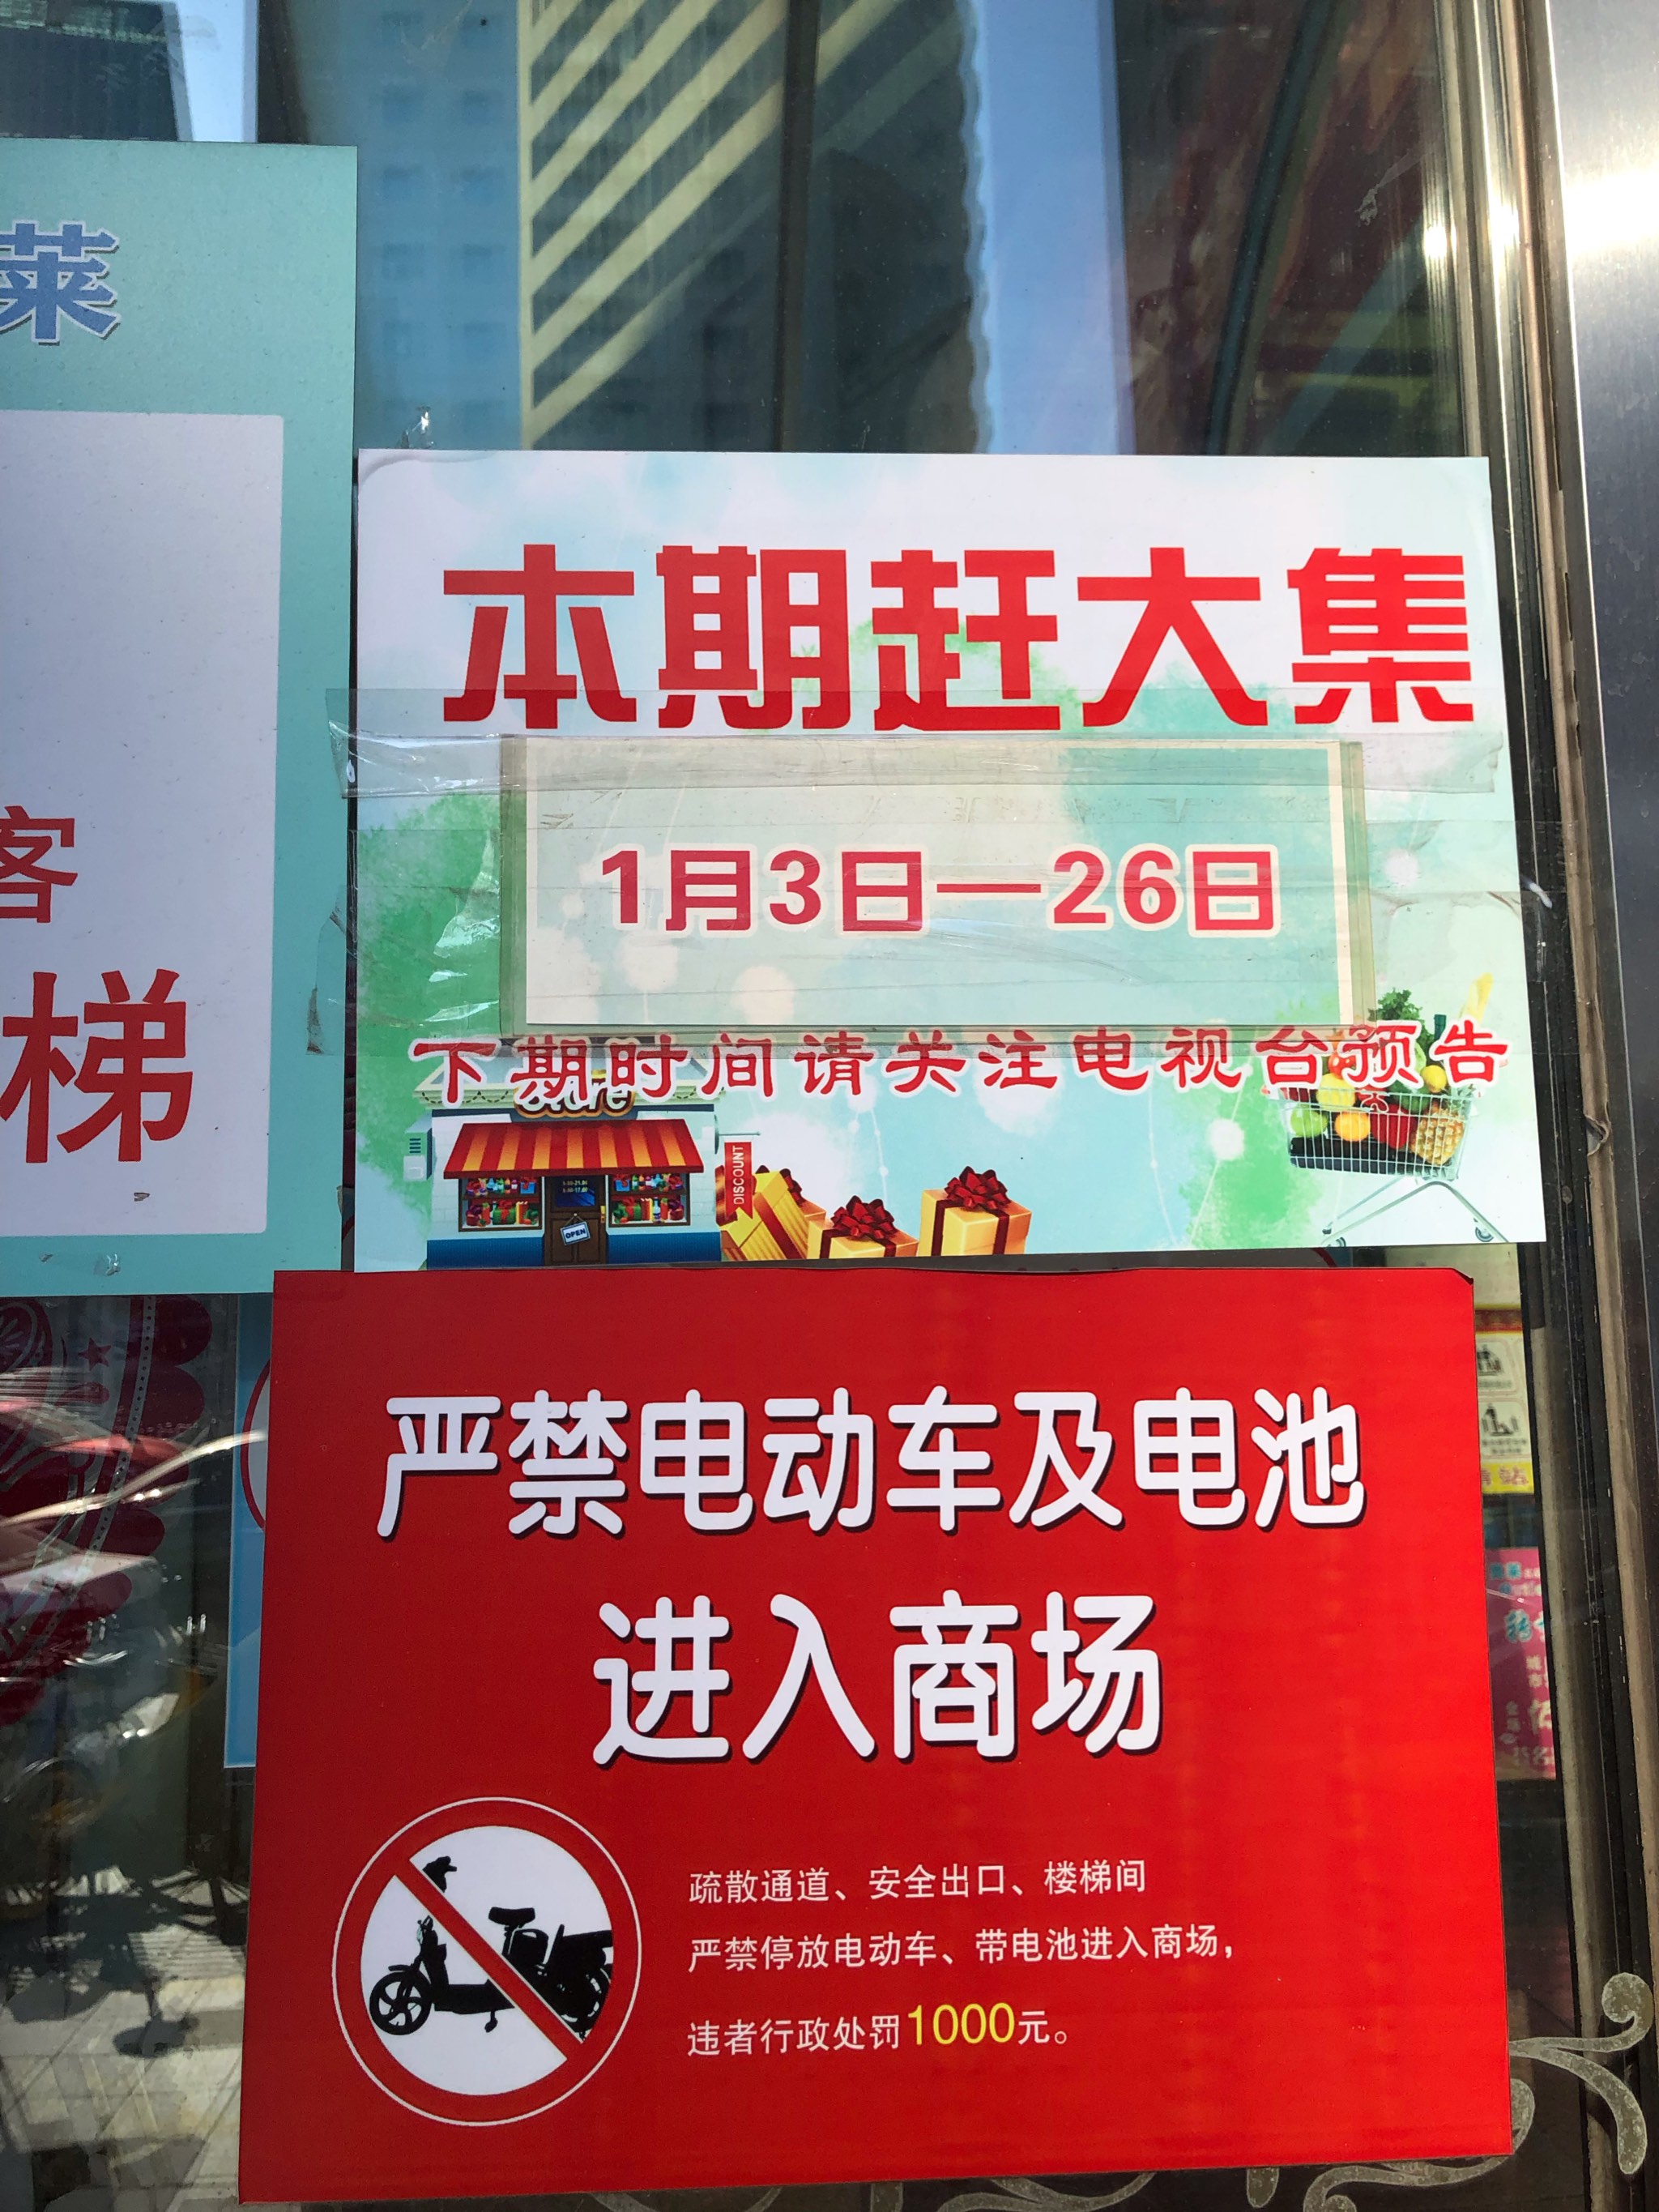 莱
客
梯
本期赶大集
1月3日—26日
下期时间请关注电视台预告
Store
DISCOUNT
OPEN
严禁电动车及电池
进入商场
疏散通道、安全出口、楼梯间
严禁停放电动车、带电池进入商场，
违者行政处罚1000元。